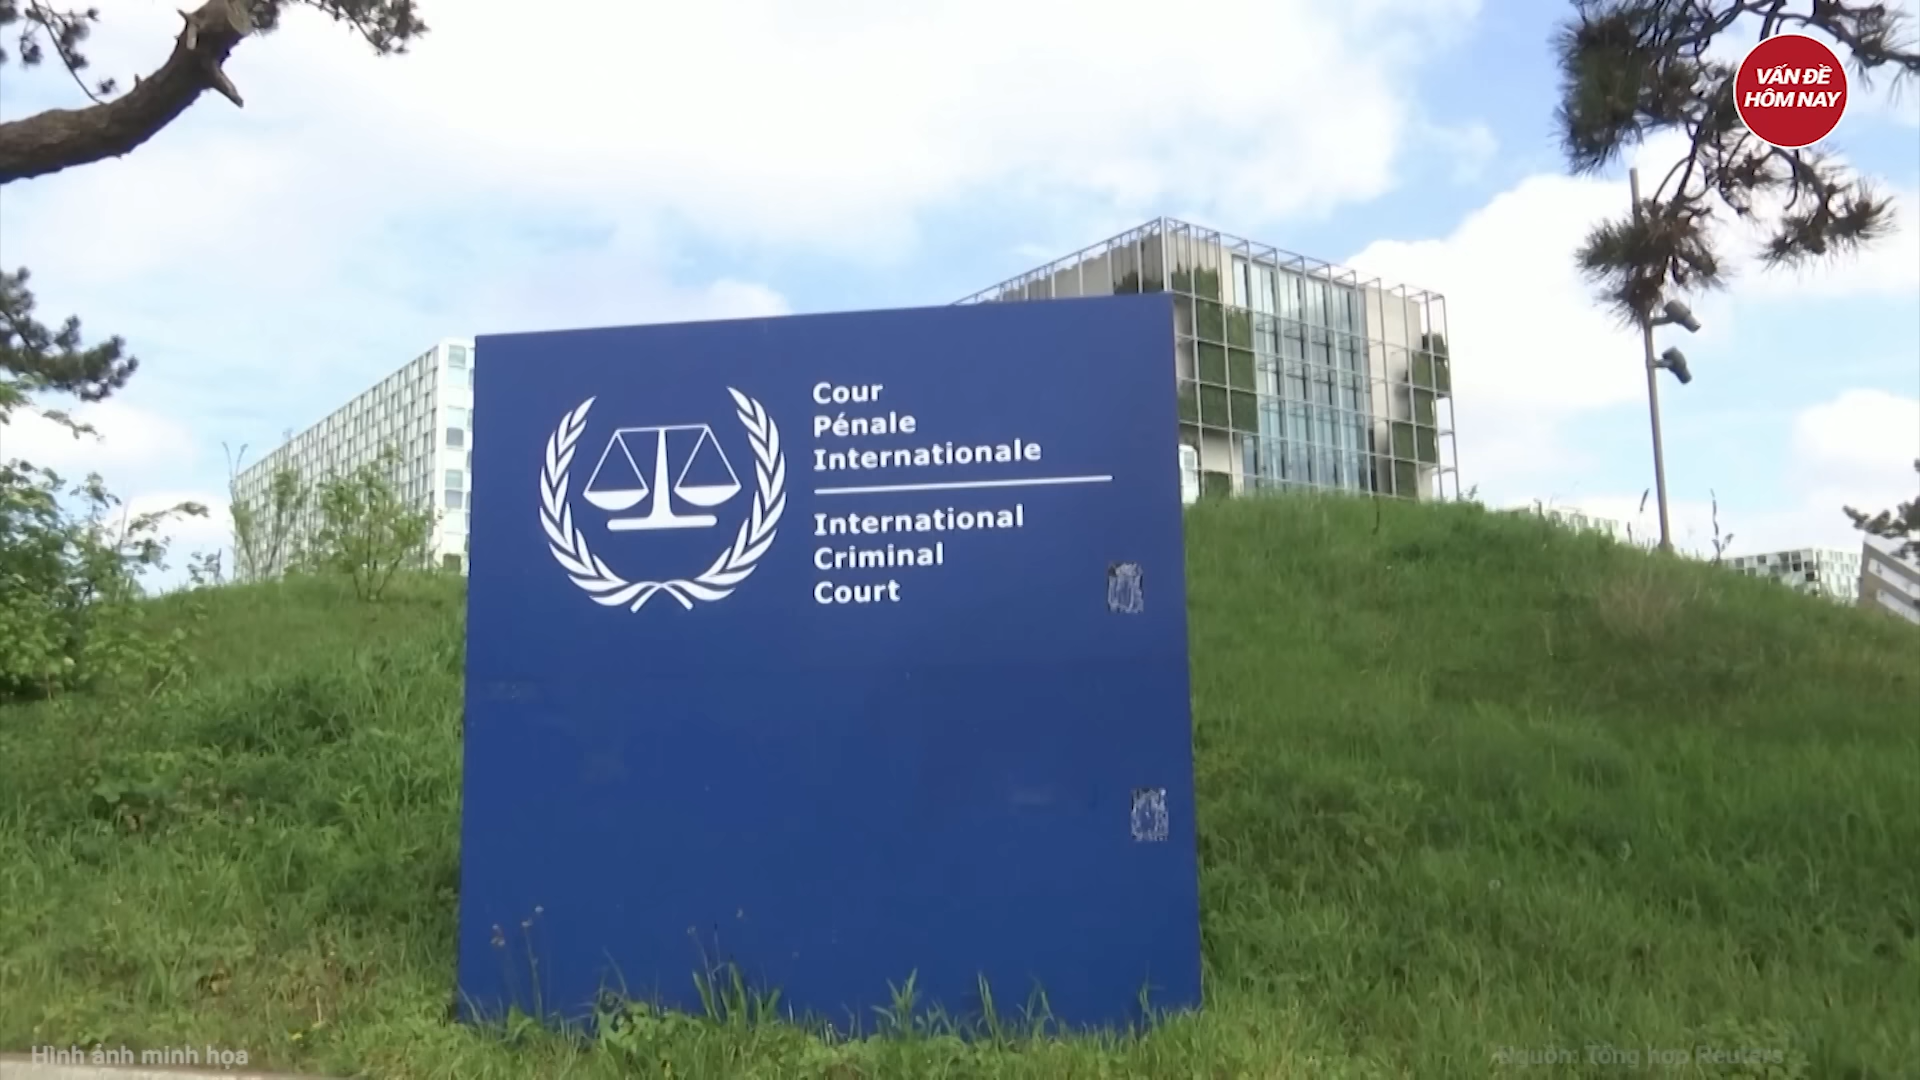 VẤN ĐỀ
HÔM NAY
Cour
Pénale
Internationale
International
Criminal
Court
Hình ảnh minh họa
Nguồn: Tổng hợp Reuters